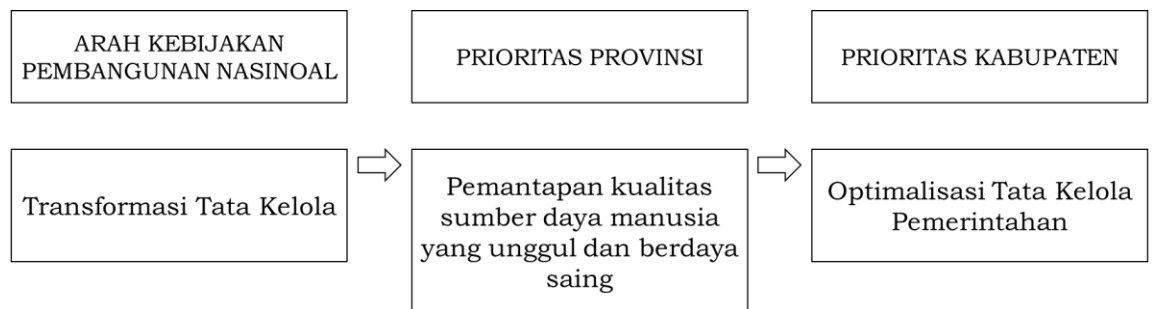 ARAH KEBIJAKAN
PEMBANGUNAN NASINOAL
PRIORITAS PROVINSI
PRIORITAS KABUPATEN
Transformasi Tata Kelola
Pemantapan kualitas
sumber daya manusia
yang unggul dan berdaya
saing
Optimalisasi Tata Kelola
Pemerintahan